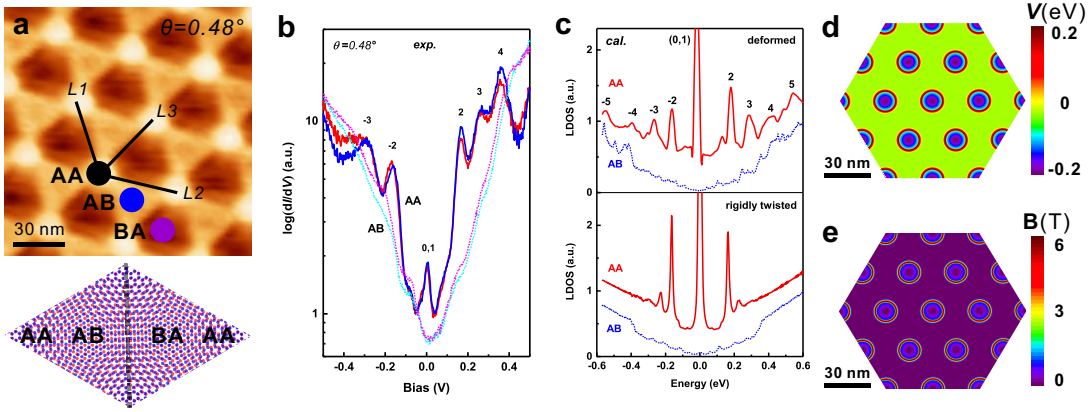 a
θ=0.48°
L1
L3
AA
L2
AB
BA
30 nm
AA AB BA AA
b
θ=0.48° exp.
4
3
2
-3
-2
AA
AB
0,1
10
1
log(dI/dV) (a.u.)
-0.4 -0.2 0.0 0.2 0.4
Bias (V)
c
cal. (0,1) deformed
AA
-5 -4 -3 -2 2 3 4 5
AB
2
1
0
LDOS (a.u.)
rigidly twisted
AA
AB
2
1
0
LDOS (a.u.)
-0.6 -0.4 -0.2 0.0 0.2 0.4 0.6
Energy (eV)
d
V(eV)
0.2
0
-0.2
30 nm
e
B(T)
6
3
0
30 nm